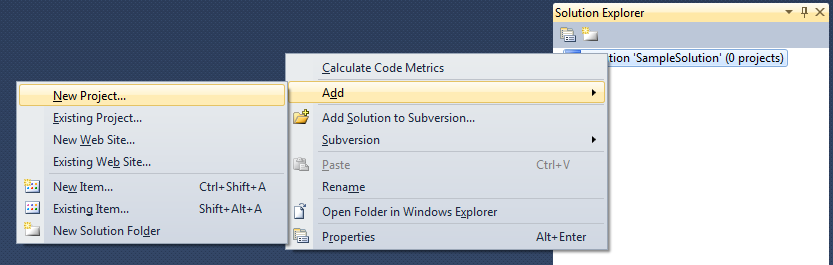 Solution Explorer
'SampleSolution' (0 projects)
Calculate Code Metrics
Add
Add Solution to Subversion...
Subversion
Paste Ctrl+V
Rename
Open Folder in Windows Explorer
Properties Alt+Enter
New Project...
Existing Project...
New Web Site...
Existing Web Site...
New Item... Ctrl+Shift+A
Existing Item... Shift+Alt+A
New Solution Folder